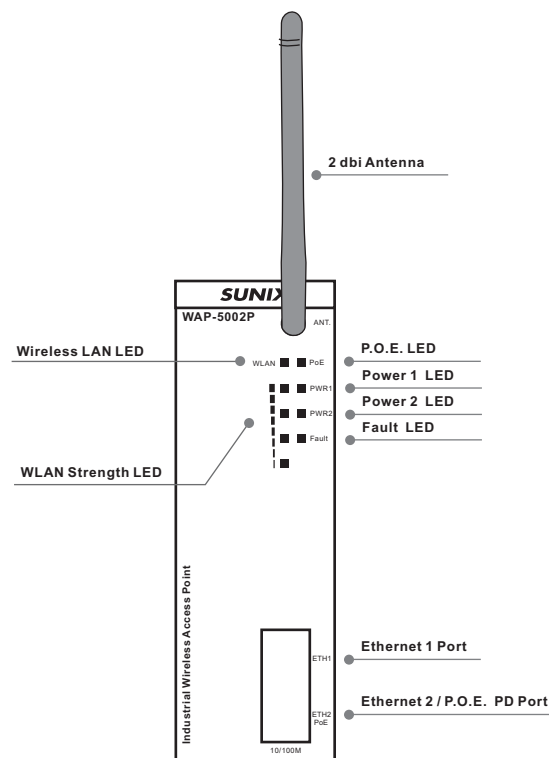 2 dbi Antenna
SUNIX
WAP-5002P
ANT.
Wireless LAN LED
WLAN
PoE
P.O.E. LED
PWR1
Power 1 LED
PWR2
Power 2 LED
Fault
Fault LED
WLAN Strength LED
Industrial Wireless Access Point
ETH1
Ethernet 1 Port
ETH2
PoE
Ethernet 2 / P.O.E. PD Port
10/100M